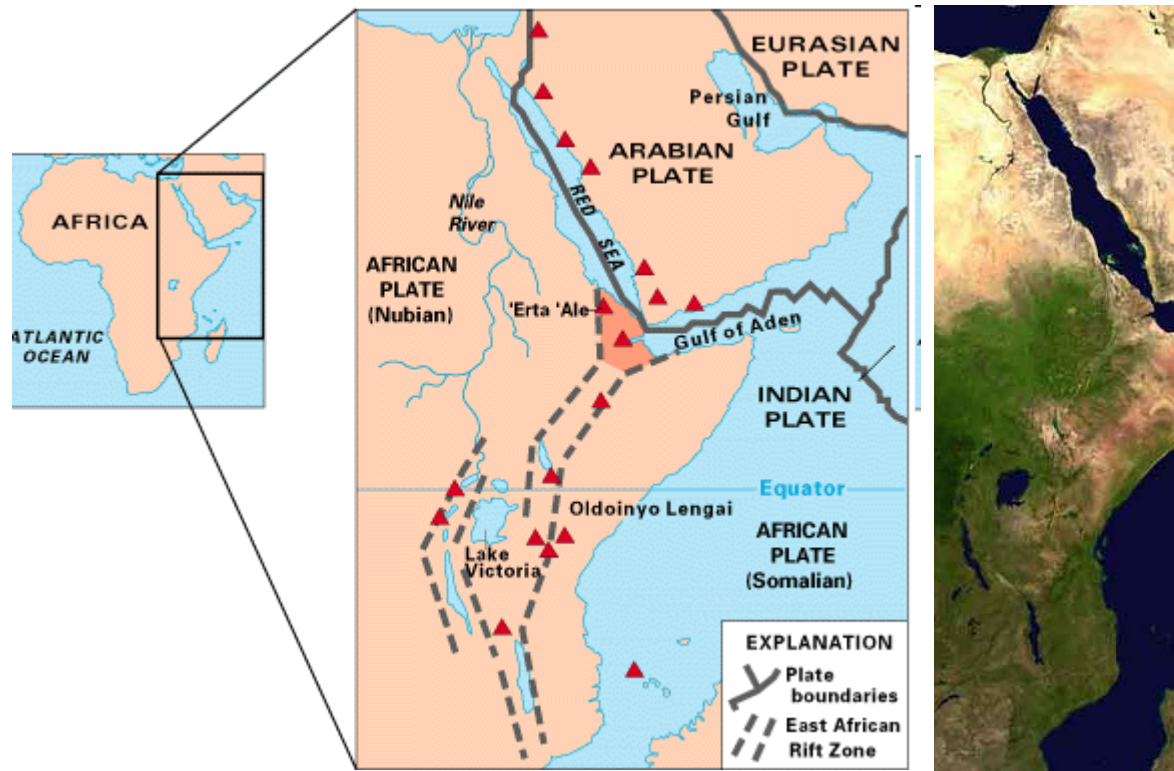 AFRICA
ATLANTIC
OCEAN
EURASIAN
PLATE
Persian
Gulf
ARABIAN
PLATE
RED
SEA
Nile
River
AFRICAN
PLATE
(Nubian)
'Erta 'Ale
Gulf of Aden
INDIAN
PLATE
Equator
Oldoinyo Lengai
AFRICAN
PLATE
(Somalian)
Lake
Victoria
EXPLANATION
Plate
boundaries
East African
Rift Zone